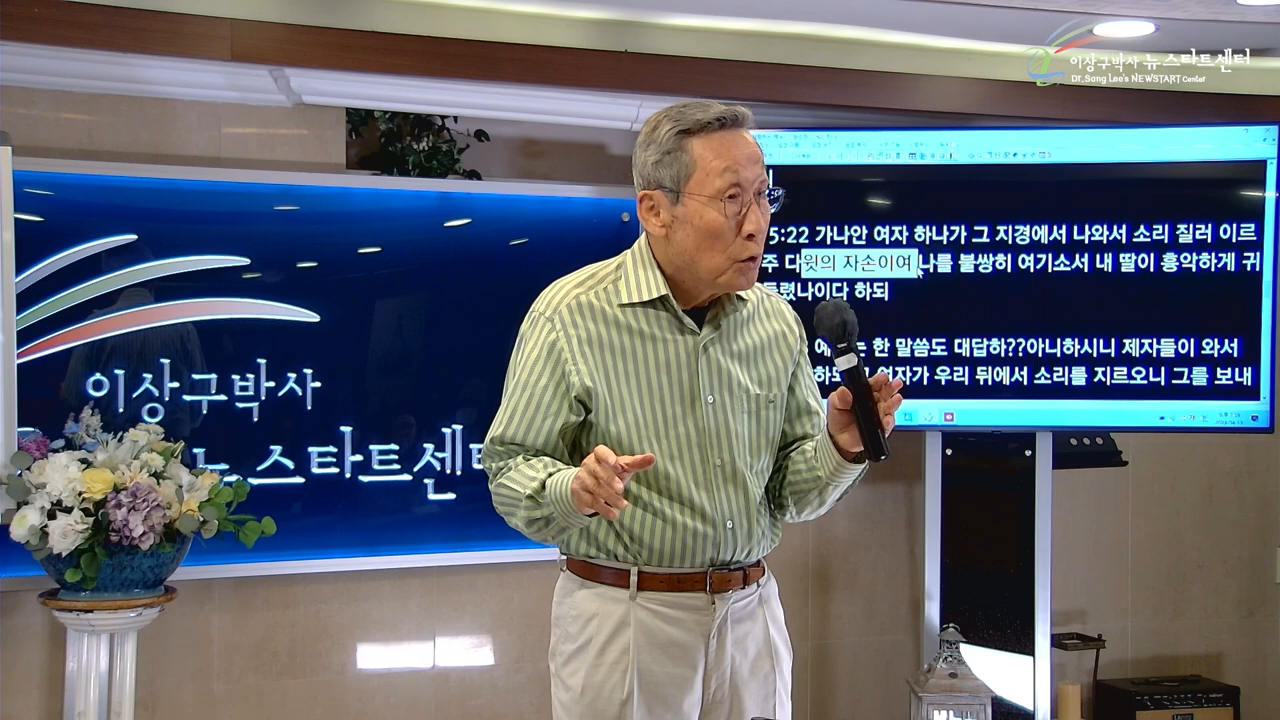 이상구박사 뉴스타트센터
Dr. Sang Lee's NEWSTART Center
5:22 가나안 여자 하나가 그 지경에서 나와서 소리 질러 이르
주 다윗의 자손이여 나를 불쌍히 여기소서 내 딸이 흉악하게 귀
렸나이다 하되
한 말씀도 대답하??아니하시니 제자들이 와서
여자가 우리 뒤에서 소리를 지르오니 그를 보내
이상구박사
뉴스타트센